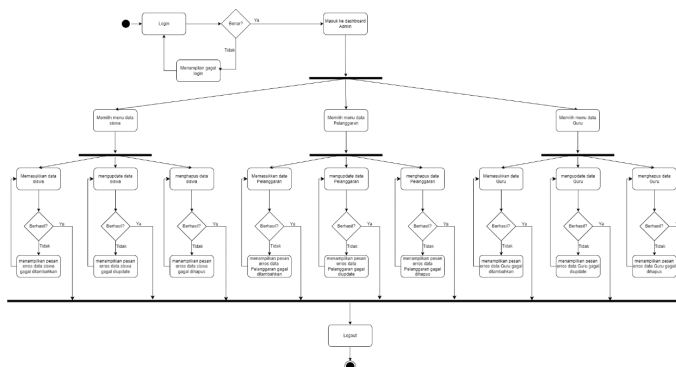 Login
Benar?
Ya
Masuk ke dashboard
Admin
Tidak
Menampilkan gagal
login
Memilih menu data
siswa
Memilih menu data
Pelanggaran
Memilih menu data
Guru
Memasukkan data
siswa
mengupdate data
siswa
menghapus data
siswa
Memasukkan data
Pelanggaran
mengupdate data
Pelanggaran
menghapus data
Pelanggaran
Memasukkan data
Guru
mengupdate data
Guru
menghapus data
Guru
Berhasil?
Ya
Berhasil?
Ya
Berhasil?
Ya
Berhasil?
Ya
Berhasil?
Ya
Berhasil?
Ya
Berhasil?
Ya
Berhasil?
Ya
Berhasil?
Ya
Tidak
Tidak
Tidak
Tidak
Tidak
Tidak
Tidak
Tidak
Tidak
menampilkan pesan
error data siswa
gagal ditambahkan
menampilkan pesan
error data siswa
gagal diupdate
menampilkan pesan
error data siswa
gagal dihapus
menampilkan pesan
error data
Pelanggaran gagal
ditambahkan
menampilkan pesan
error data
Pelanggaran gagal
diupdate
menampilkan pesan
error data
Pelanggaran gagal
dihapus
menampilkan pesan
error data Guru gagal
ditambahkan
menampilkan pesan
error data Guru gagal
diupdate
menampilkan pesan
error data Guru gagal
dihapus
Logout